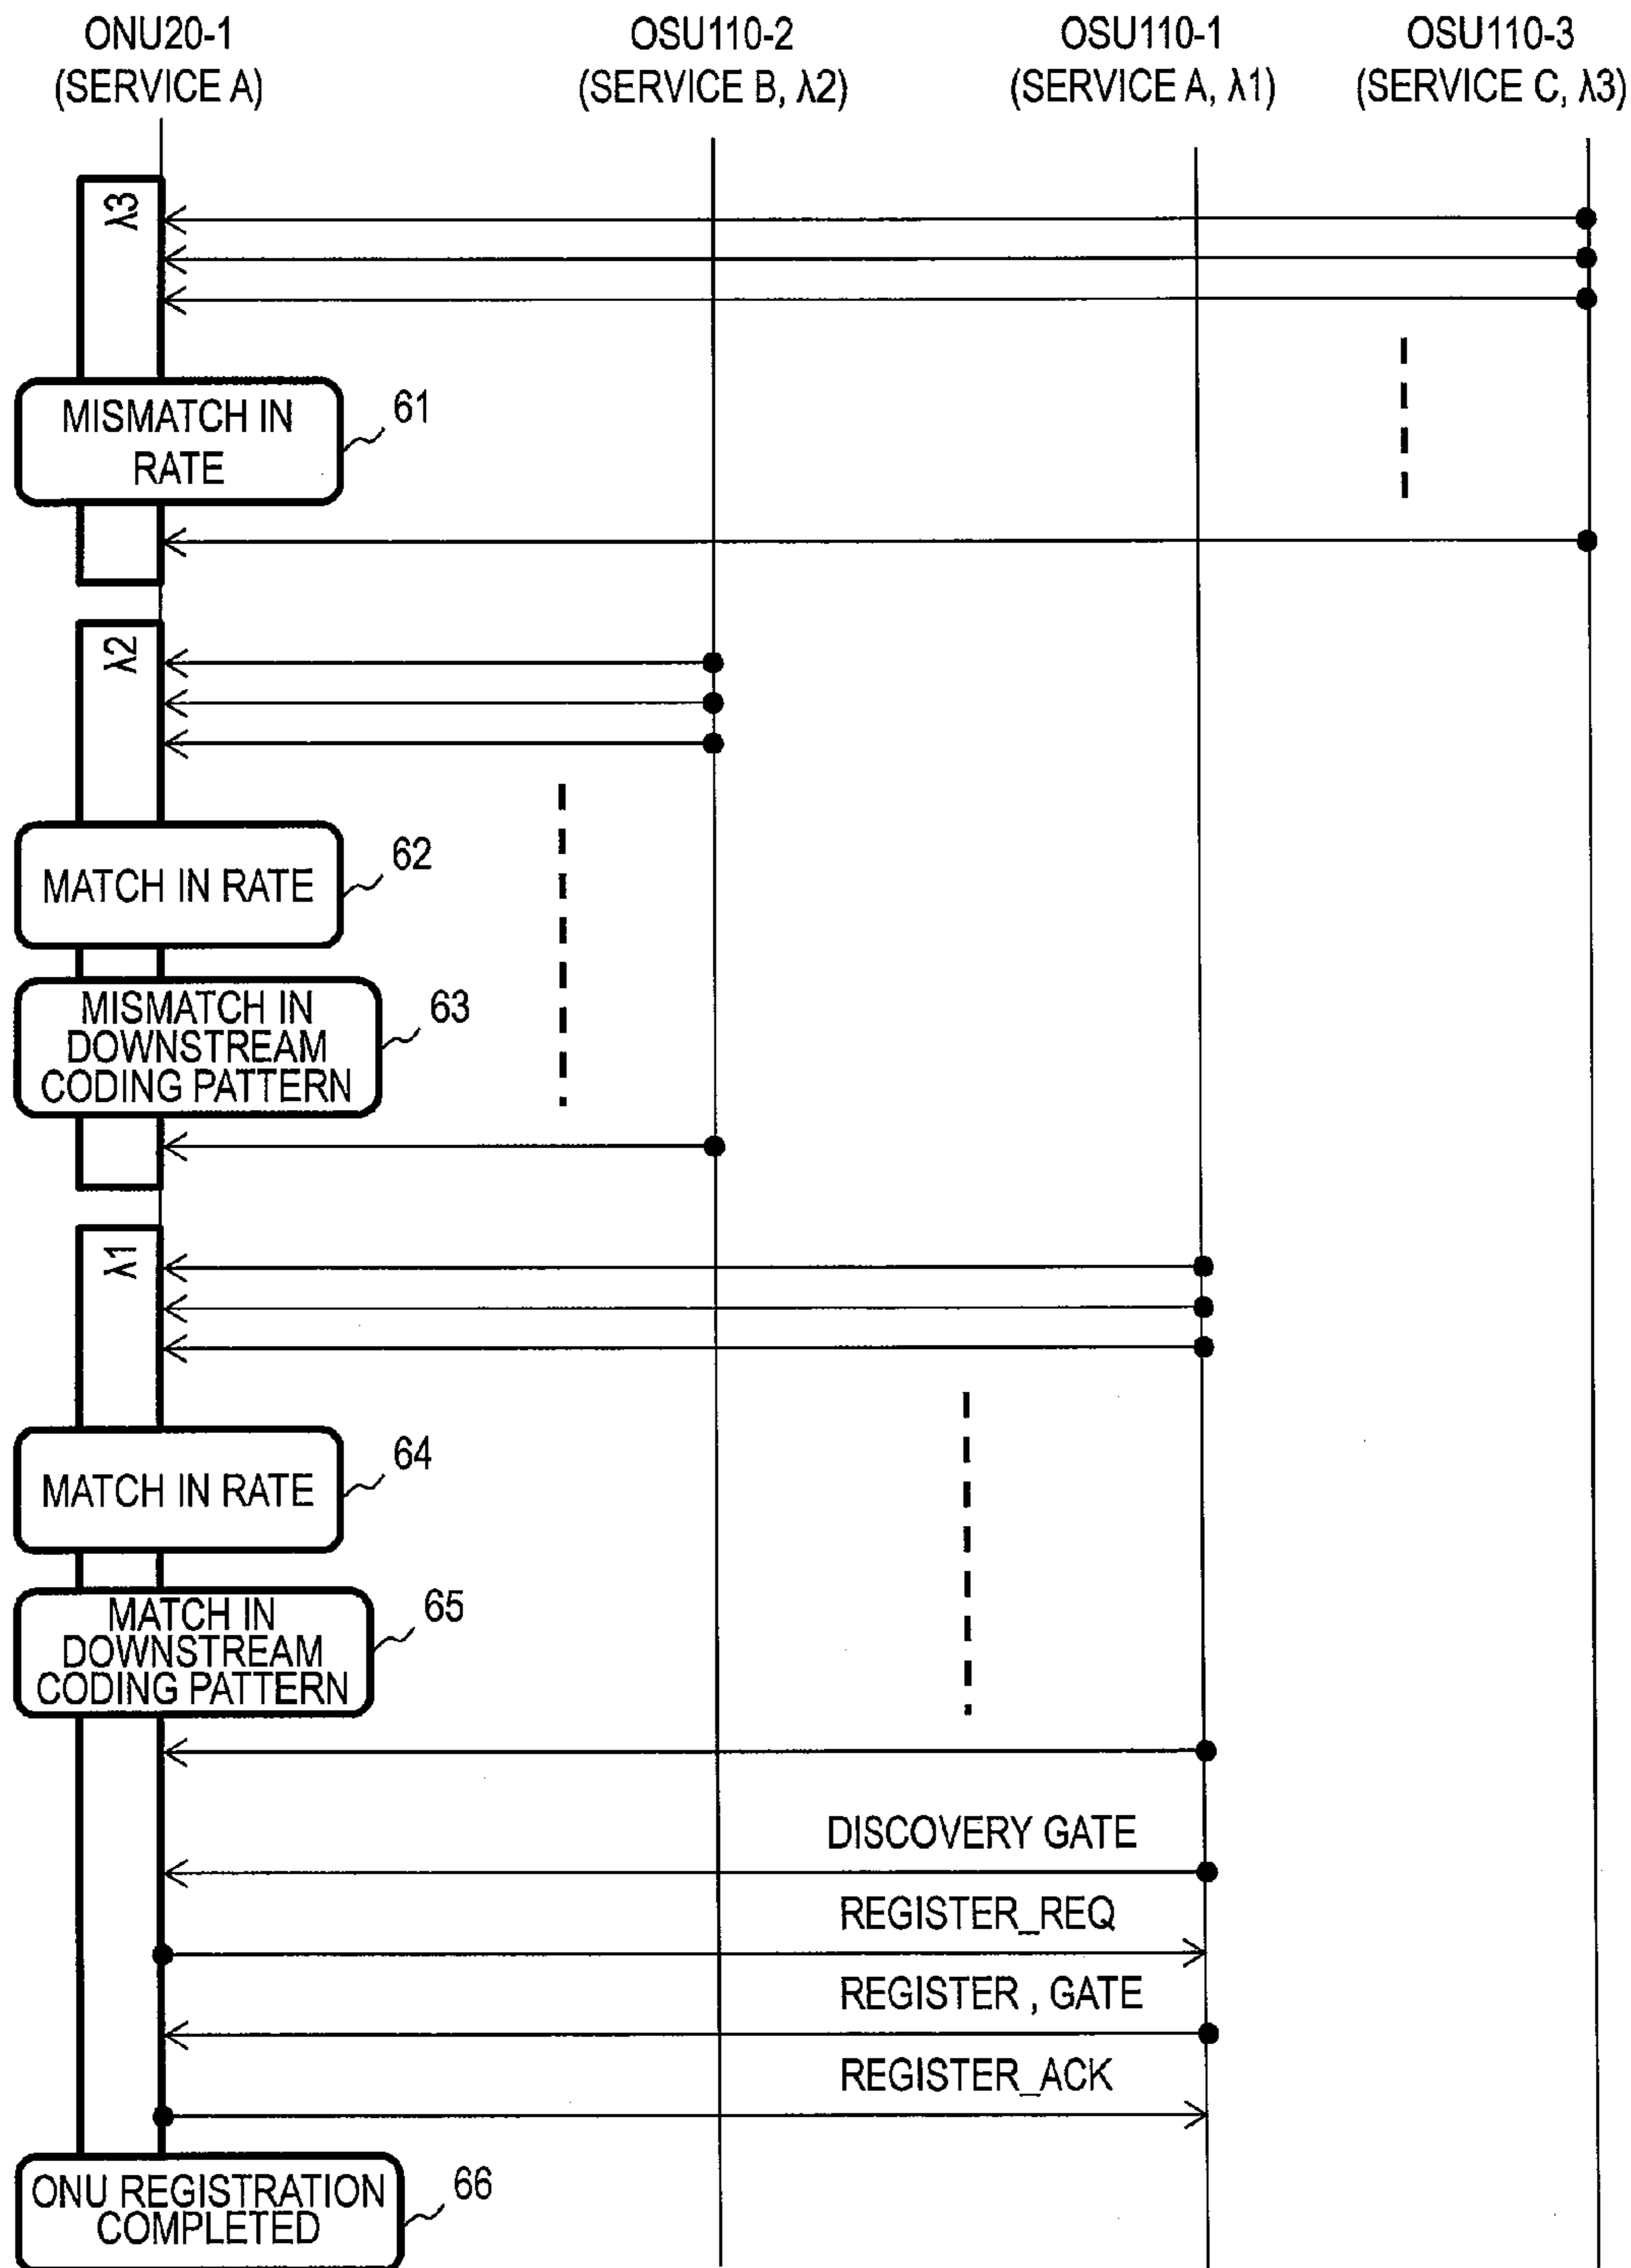 ONU20-1
(SERVICE A)
OSU110-2
(SERVICE B, λ2)
OSU110-1
(SERVICE A, λ1)
OSU110-3
(SERVICE C, λ3)
λ3
MISMATCH IN
RATE
61
λ2
MATCH IN RATE
62
MISMATCH IN
DOWNSTREAM
CODING PATTERN
63
λ1
MATCH IN RATE
64
MATCH IN
DOWNSTREAM
CODING PATTERN
65
DISCOVERY GATE
REGISTER_REQ
REGISTER , GATE
REGISTER_ACK
ONU REGISTRATION
COMPLETED
66